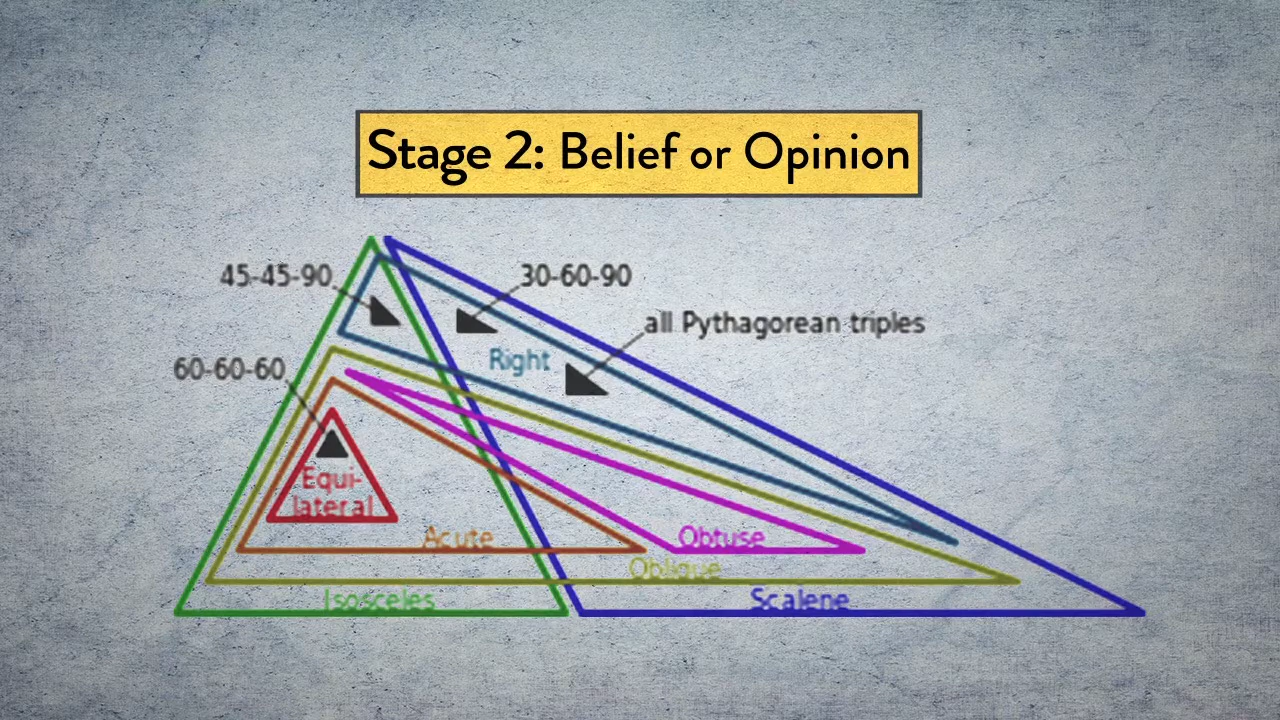 Stage 2: Belief or Opinion
45-45-90
30-60-90
all Pythagorean triples
Right
60-60-60
Equi-
lateral
Acute
Obtuse
Oblique
Isosceles
Scalene